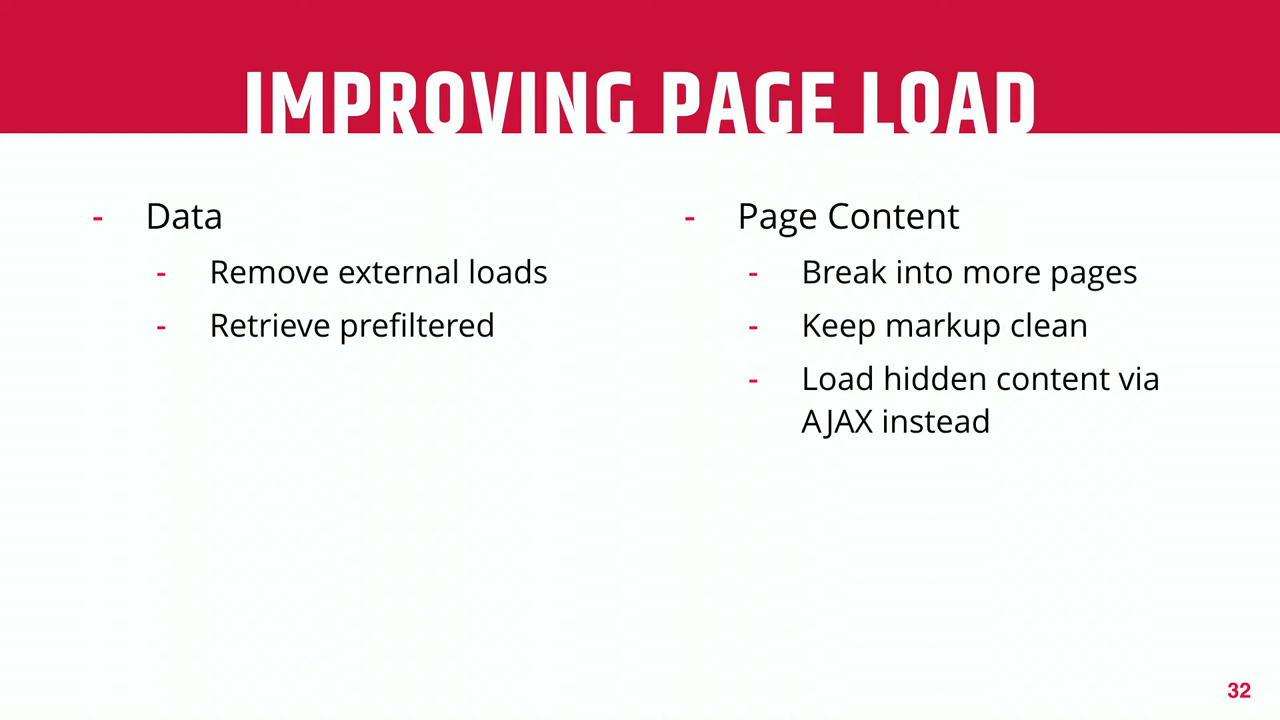 IMPROVING PAGE LOAD
- Data
- Remove external loads
- Retrieve prefiltered
- Page Content
- Break into more pages
- Keep markup clean
- Load hidden content via
AJAX instead
32